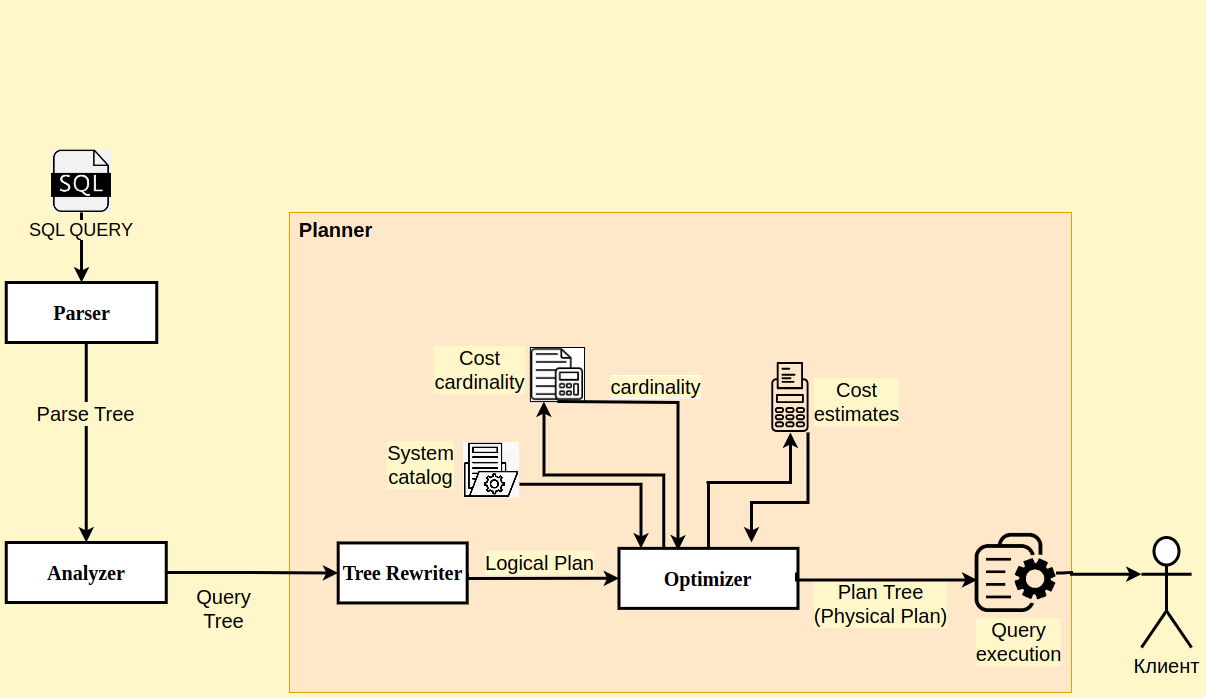 SQL
SQL QUERY
Planner
Parser
Cost
cardinality
cardinality
Cost
estimates
Parse Tree
System
catalog
Analyzer
Query
Tree
Tree Rewriter
Logical Plan
Optimizer
Plan Tree
(Physical Plan)
Query
execution
Клиент